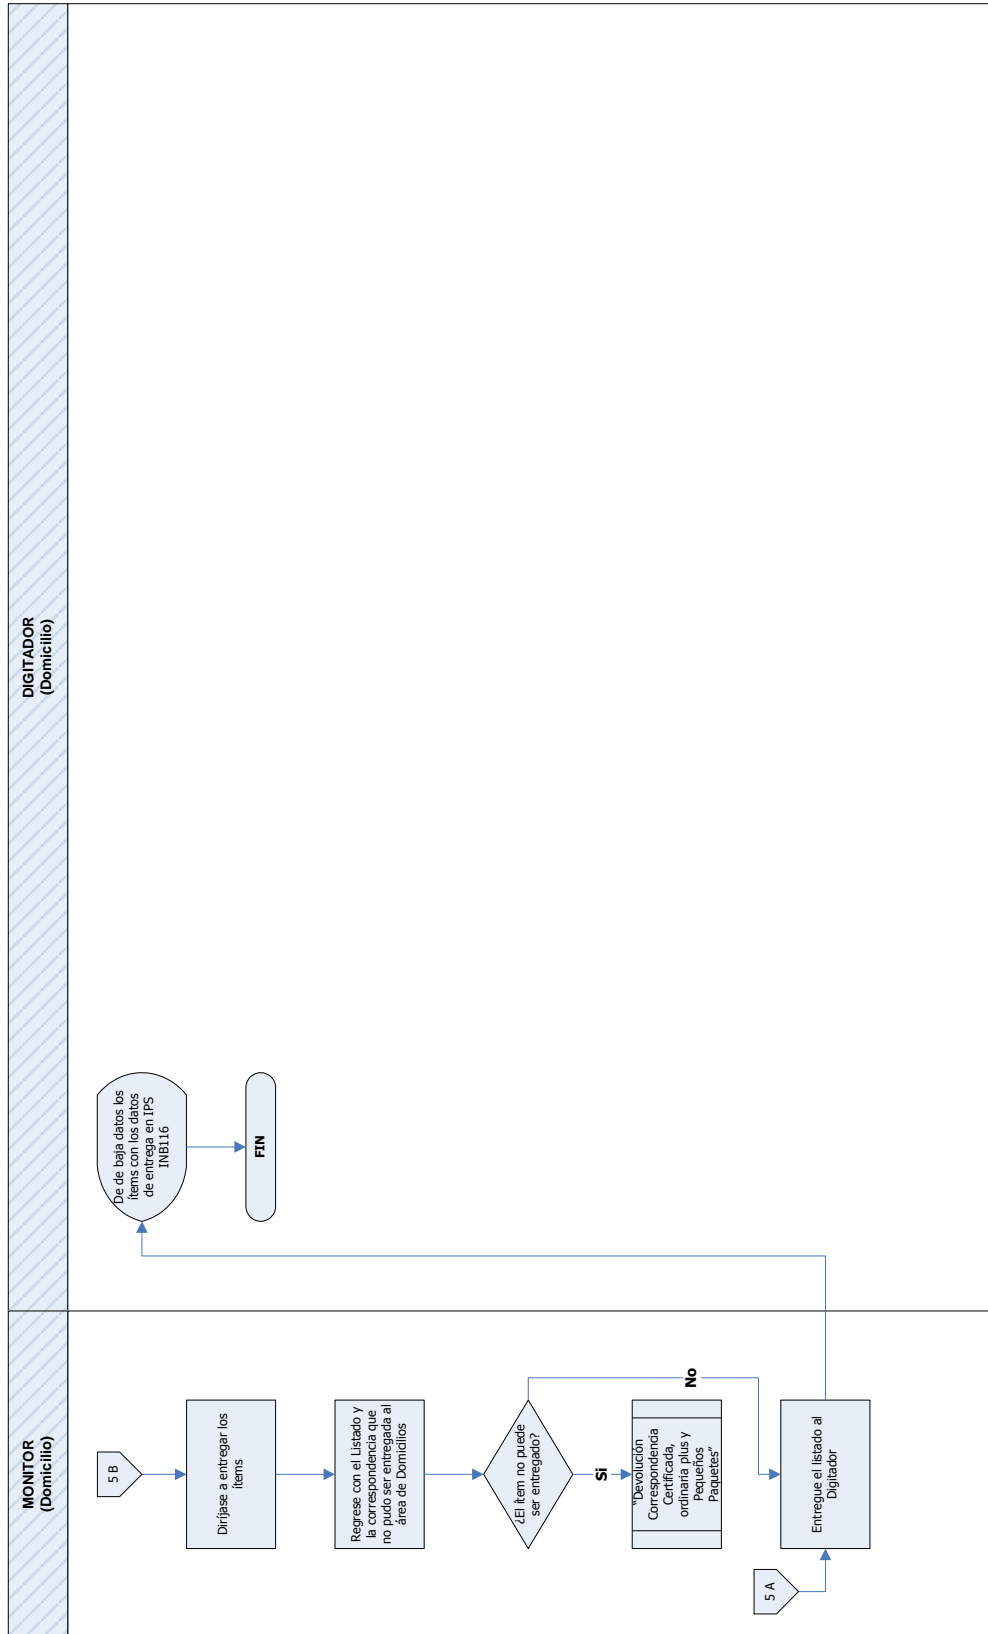 MONITOR
(Domicilio)
DIGITADOR
(Domicilio)
5 B
Diríjase a entregar los
ítems
Regrese con el Listado y
la correspondencia que
no pudo ser entregada al
área de Domicilios
¿El ítem no puede
ser entregado?
Si
No
“Devolución
Correspondencia
Certificada,
ordinaria plus y
Pequeños
Paquetes”
5 A
Entregue el listado al
Digitador
De de baja datos los
ítems con los datos
de entrega en IPS
INB116
FIN